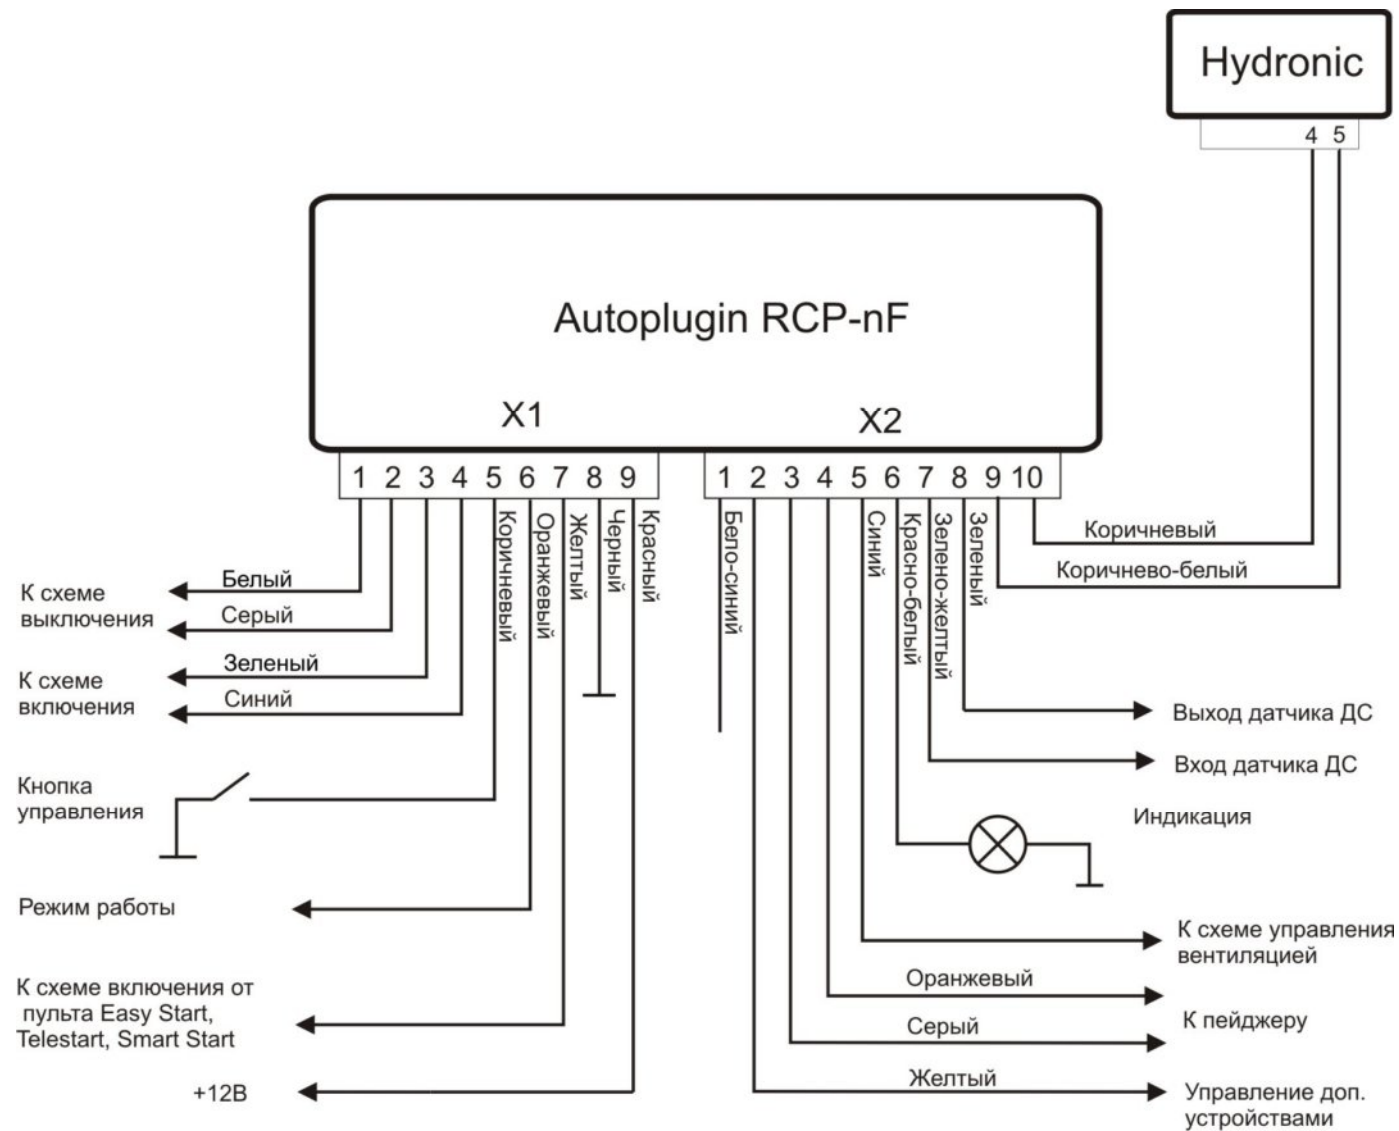 Hydronic
4 5
Autoplugin RCP-nF
X1
X2
1 2 3 4 5 6 7 8 9
1 2 3 4 5 6 7 8 9 10
Коричневый
Оранжевый
Желтый
Черный
Красный
Бело-синий
Синий
Красно-белый
Зелено-желтый
Зеленый
Коричневый
Коричнево-белый
К схеме
выключения
Белый
Серый
К схеме
включения
Зеленый
Синий
Кнопка
управления
Режим работы
К схеме включения от
пульта Easy Start,
Telestart, Smart Start
+12В
Выход датчика ДС
Вход датчика ДС
Индикация
К схеме управления
вентиляцией
Оранжевый
Серый
К пейджеру
Желтый
Управление доп.
устройствами